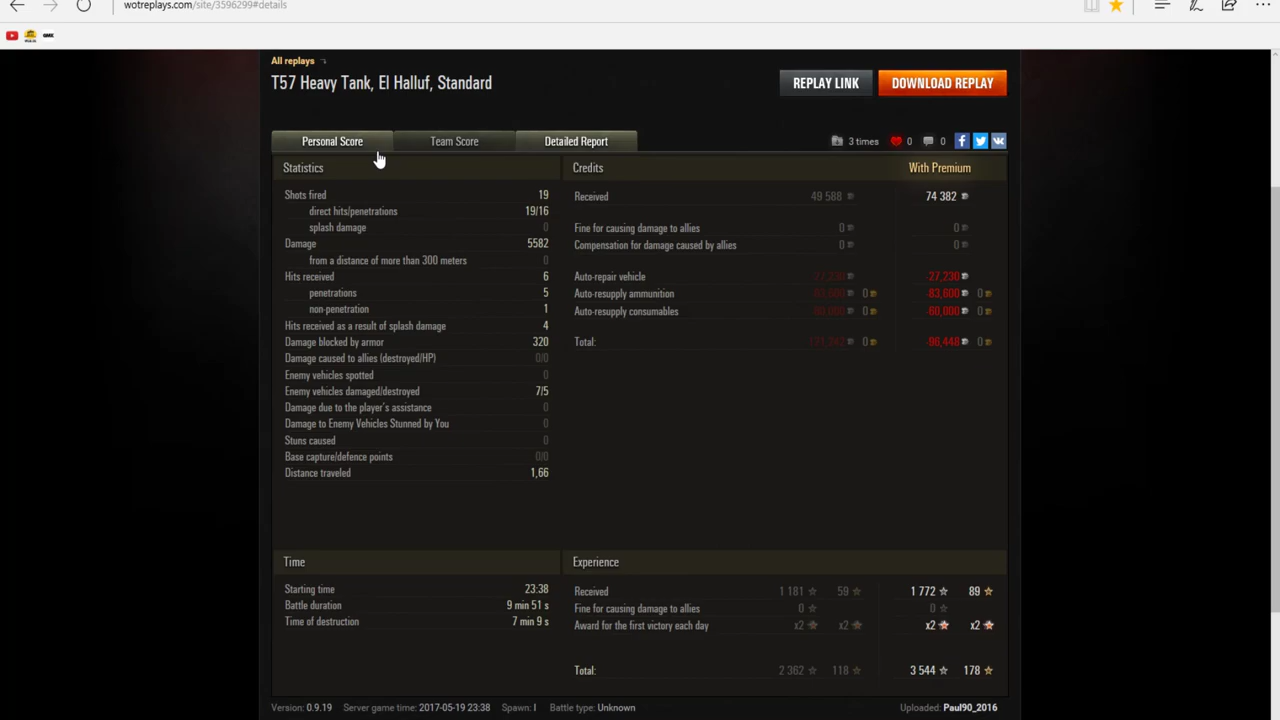 wotreplays.com/site/3596299#details
All replays
T57 Heavy Tank, El Halluf, Standard
REPLAY LINK
DOWNLOAD REPLAY
Personal Score
Team Score
Detailed Report
3 times
0
0
Statistics
Shots fired 19
direct hits/penetrations 19/16
splash damage 0
Damage 5582
from a distance of more than 300 meters 0
Hits received 6
penetrations 5
non-penetration 1
Hits received as a result of splash damage 4
Damage blocked by armor 320
Damage caused to allies (destroyed/HP) 0/0
Enemy vehicles spotted 0
Enemy vehicles damaged/destroyed 7/5
Damage due to the player's assistance 0
Damage to Enemy Vehicles Stunned by You 0
Stuns caused 0
Base capture/defence points 0/0
Distance traveled 1,66
Credits With Premium
Received 49 588 74 382
Fine for causing damage to allies 0 0
Compensation for damage caused by allies 0 0
Auto-repair vehicle -27,230 -27,230
Auto-resupply ammunition 0 -83,600 0
Auto-resupply consumables 0 -60,000 0
Total: 0 -96,448 0
Time
Starting time 23:38
Battle duration 9 min 51 s
Time of destruction 7 min 9 s
Experience
Received 1 181 59 1 772 89
Fine for causing damage to allies 0 0
Award for the first victory each day x2 x2 x2 x2
Total: 2 362 118 3 544 178
Version: 0.9.19 Server game time: 2017-05-19 23:38 Spawn: I Battle type: Unknown Uploaded: Paul90_2016